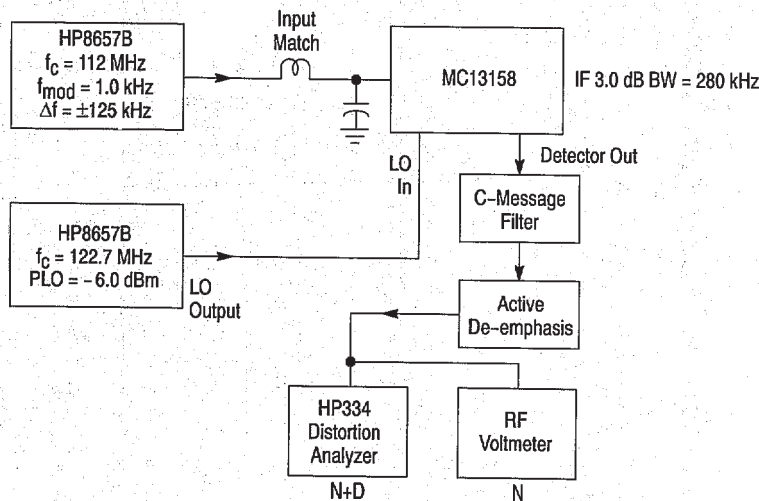 HP8657B
fC = 112 MHz
fmod = 1.0 kHz
Δf = ±125 kHz
Input
Match
MC13158
IF 3.0 dB BW = 280 kHz
LO
In
Detector Out
C–Message
Filter
HP8657B
fC = 122.7 MHz
PLO = – 6.0 dBm
LO
Output
Active
De–emphasis
HP334
Distortion
Analyzer
N+D
RF
Voltmeter
N